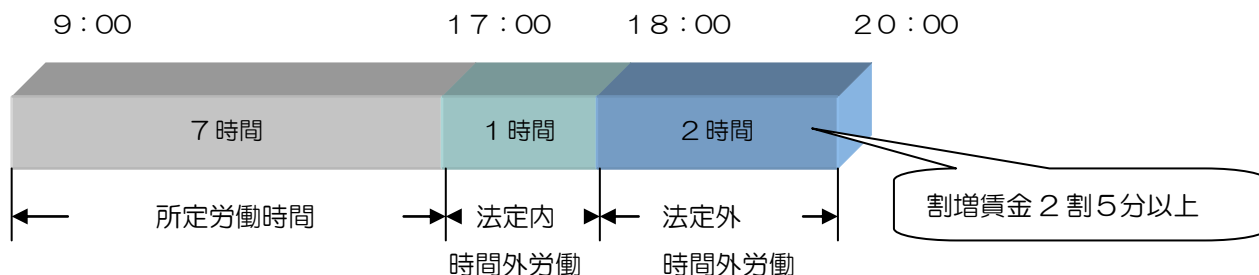 ９：００ １７：００ １８：００ ２０：００
７時間 １時間 ２時間
割増賃金２割５分以上
所定労働時間 法定内 法定外
時間外労働 時間外労働